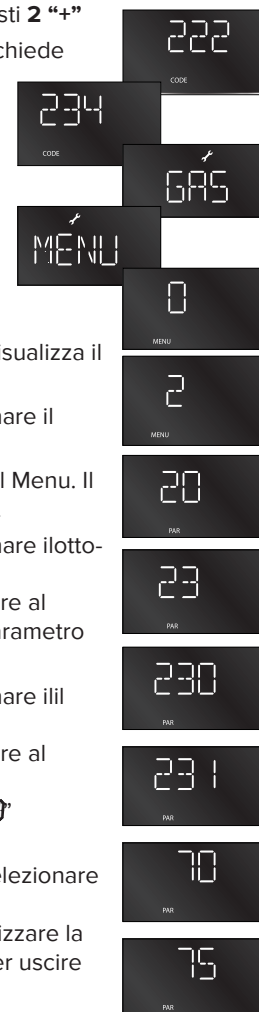 sti 2 “+”
chiede
222
CODE
234
CODE
GAS
MENU
0
MENU
isualizza il
2
MENU
nare il
l Menu. Il
20
PAR
nare ilotto-
re al
23
PAR
arametro
nare ilil
230
PAR
re al
231
PAR
”
elezionare
70
PAR
izzare la
er uscire
75
PAR